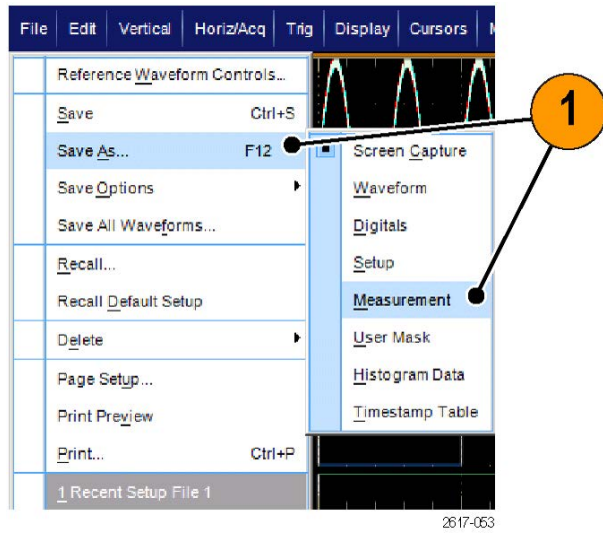 File Edit Vertical Horiz/Acq Trig Display Cursors
Reference Waveform Controls...
Save Ctrl+S
Save As... F12
Save Options
Save All Waveforms...
Recall...
Recall Default Setup
Delete
Page Setup...
Print Preview
Print... Ctrl+P
1 Recent Setup File 1
Screen Capture
Waveform
Digitals
Setup
Measurement
User Mask
Histogram Data
Timestamp Table
1
2617-053